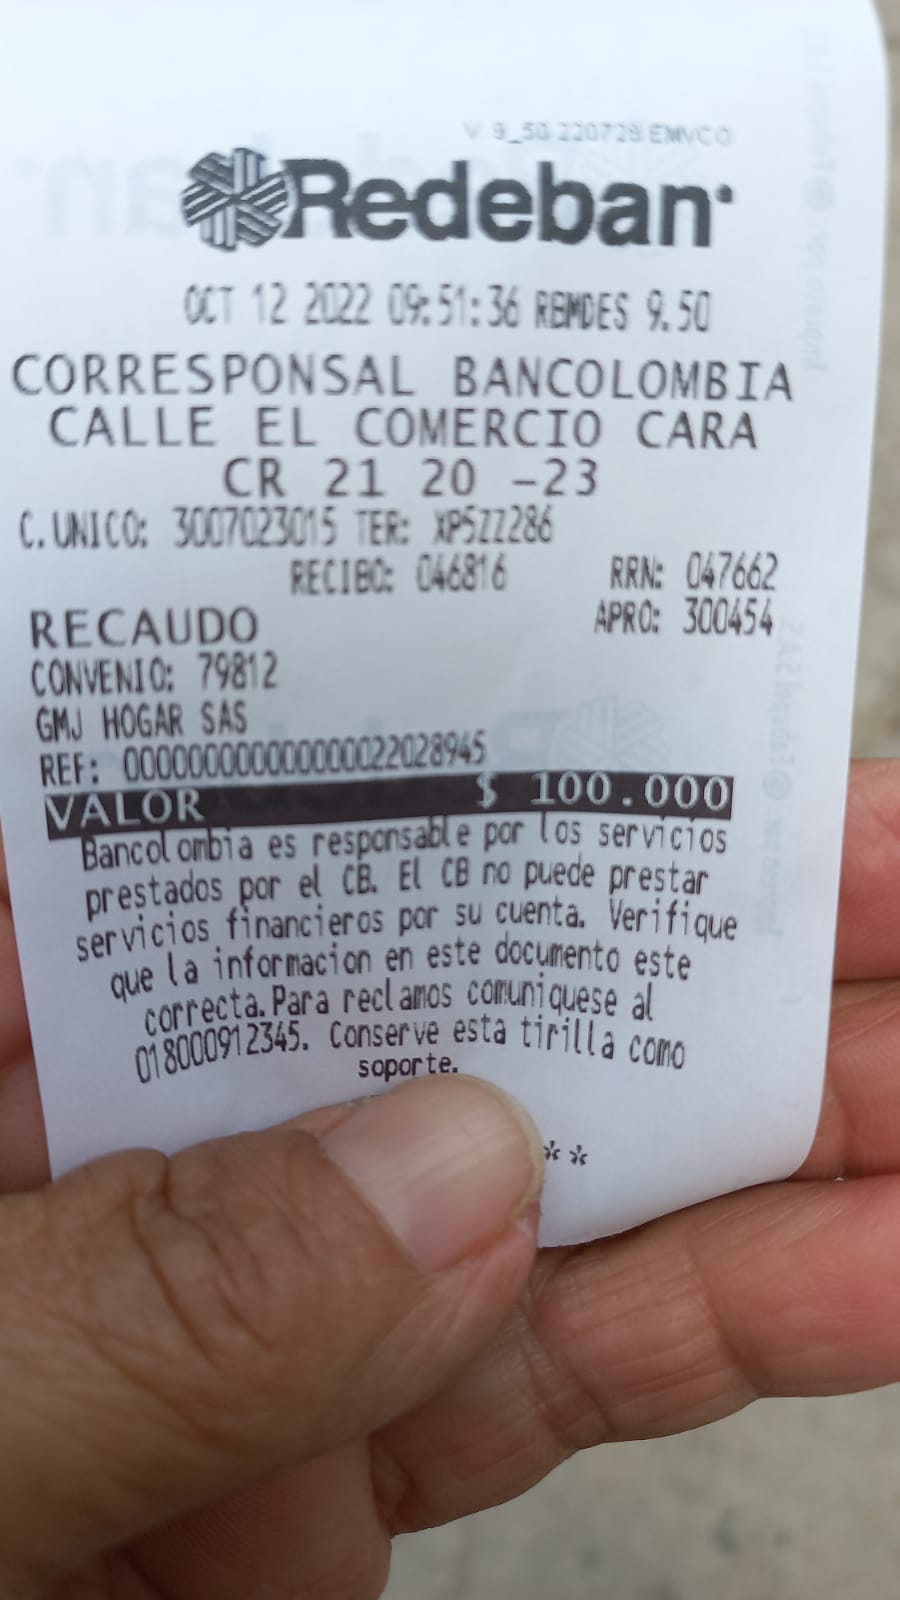 V 9_50 220728 EMVCO
Redeban
OCT 12 2022 09:51:36 RBMDES 9.50
CORRESPONSAL BANCOLOMBIA
CALLE EL COMERCIO CARA
CR 21 20 -23
C.UNICO: 3007023015 TER: XP5ZZ286
RECIBO: 046816 RRN: 047662
RECAUDO APRO: 300454
CONVENIO: 79812
GMJ HOGAR SAS
REF: 000000000000000022028945
VALOR $ 100.000
Bancolombia es responsable por los servicios
prestados por el CB. El CB no puede prestar
servicios financieros por su cuenta. Verifique
que la informacion en este documento este
correcta.Para reclamos comuniquese al
018000912345. Conserve esta tirilla como
soporte.
**